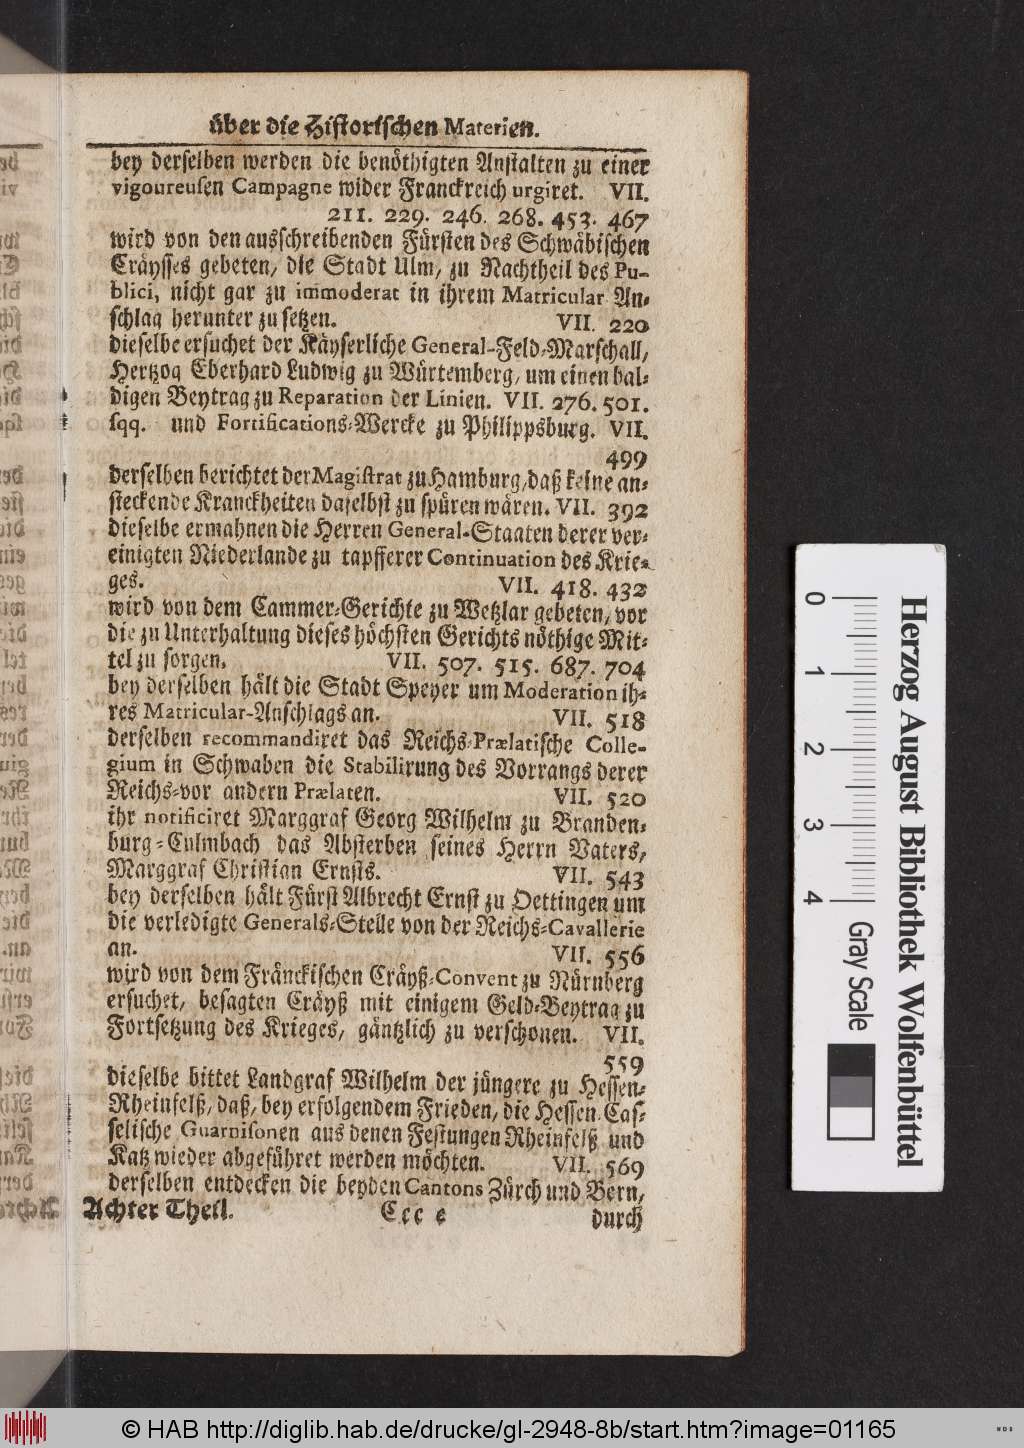 über die Historischen Materien.
bey derselben werden die benöthigten Anstalten zu einer
vigoureusen Campagne wider Franckreich urgiret. VII.
211. 229. 246. 268. 453. 467
wird von den ausschreibenden Fürsten des Schwäbischen
Cräysses gebeten, die Stadt Ulm, zu Nachtheil des Pu-
blici, nicht gar zu immoderat in ihrem Matricular An-
schlag herunter zu setzen. VII. 220
dieselbe ersuchet der Käyserliche General-Feld-Marschall,
Hertzog Eberhard Ludwig zu Würtemberg, um einen bal-
digen Beytrag zu Reparation der Linien. VII. 276. 501.
sqq. und Fortifications-Wercke zu Philippsburg. VII.
499
derselben berichtet der Magistrat zu Hamburg, daß keine an-
steckende Kranckheiten daselbst zu spüren wären. VII. 392
dieselbe ermahnen die Herren General-Staaten derer ver-
einigten Niederlande zu tapfferer Continuation des Krie-
ges. VII. 418. 432
wird von dem Cammer-Gerichte zu Wetzlar gebeten, vor
die zu Unterhaltung dieses höchsten Gerichts nöthige Mit-
tel zu sorgen. VII. 507. 515. 687. 704
bey derselben hält die Stadt Speyer um Moderation ih-
res Matricular-Anschlags an. VII. 518
derselben recommandiret das Reichs-Prælatische Colle-
gium in Schwaben die Stabilirung des Vorrangs derer
Reichs-vor andern Prælaten. VII. 520
ihr notificiret Marggraf Georg Wilhelm zu Branden-
burg-Culmbach das Absterben seines Herrn Vaters,
Marggraf Christian Ernsts. VII. 543
bey derselben hält Fürst Albrecht Ernst zu Oettingen um
die verledigte Generals-Stelle von der Reichs-Cavallerie
an. VII. 556
wird von dem Fränckischen Cräyß-Convent zu Nürnberg
ersuchet, besagten Cräyß mit einigem Geld-Beytrag zu
Fortsetzung des Krieges, gäntzlich zu verschonen. VII.
559
dieselbe bittet Landgraf Wilhelm der jüngere zu Hessen-
Rheinfelß, daß, bey erfolgendem Frieden, die Hessen-Cas-
selische Guarnisonen aus denen Festungen Rheinfelß und
Katz wieder abgeführet werden möchten. VII. 569
derselben entdecken die beyden Cantons Zürch und Bern,
Achter Theil. Cccc durch
Herzog August Bibliothek Wolfenbüttel
0 1 2 3 4 Gray Scale
© HAB http://diglib.hab.de/drucke/gl-2948-8b/start.htm?image=01165